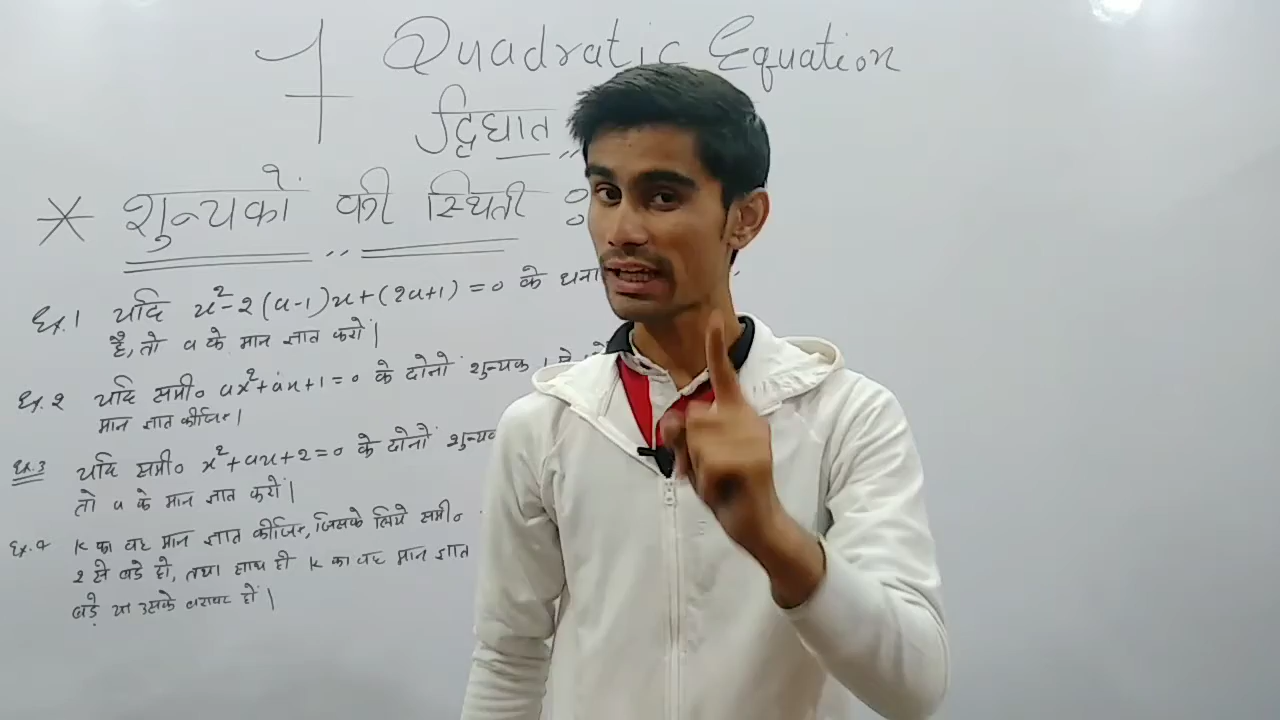 Quadratic Equation
द्विघात
* शुन्यकों की स्थिती :
Ex.1 यदि x²-2(a-1)x+(2a+1)=0 के धना
है, तो a के मान ज्ञात करो|
Ex.2 यदि समी० ax²+ax+1=0 के दोनों शुन्यक 1 से
मान ज्ञात कीजिए|
Ex.3 यदि समी० x²+ax+2=0 के दोनों शुन्य
तो a के मान ज्ञात करों|
Ex.4 K का वह मान ज्ञात कीजिए, जिसके लिये समी०
2 से बडे हो, तथा साथ ही K का वह मान ज्ञात
बड़े या उसके बराबर हों|